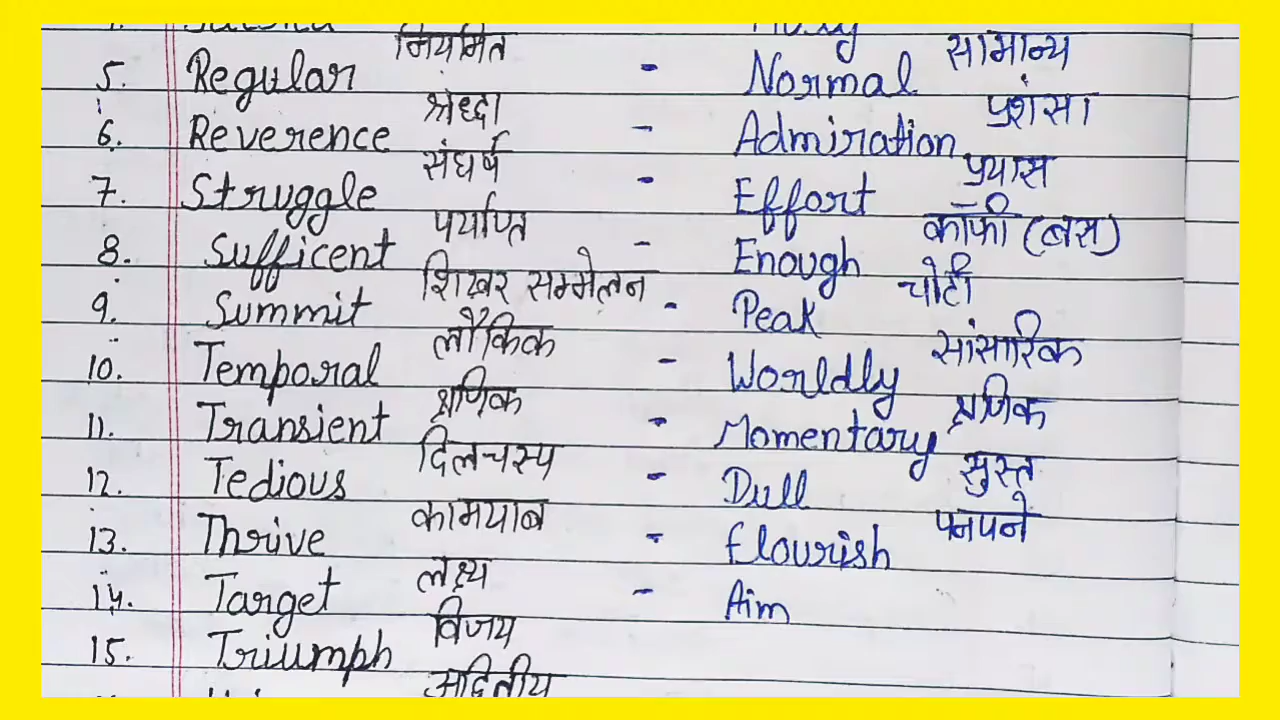 5. Regular नियमित - Normal सामान्य
6. Reverence श्रध्दा - Admiration प्रशंसा
7. Struggle संघर्ष - Effort प्रयास
8. Sufficent पर्याप्त - Enough कॉफी (बस)
9. Summit शिखर सम्मेलन - Peak चोटी
10. Temporal लौकिक - Worldly सांसारिक
11. Transient क्षणिक - Momentary क्षणिक
12. Tedious दिलचस्प - Dull सुस्त
13. Thrive कामयाब - Flourish पनपने
14. Target लक्ष्य - Aim
15. Triumph विजय
अद्वितीय